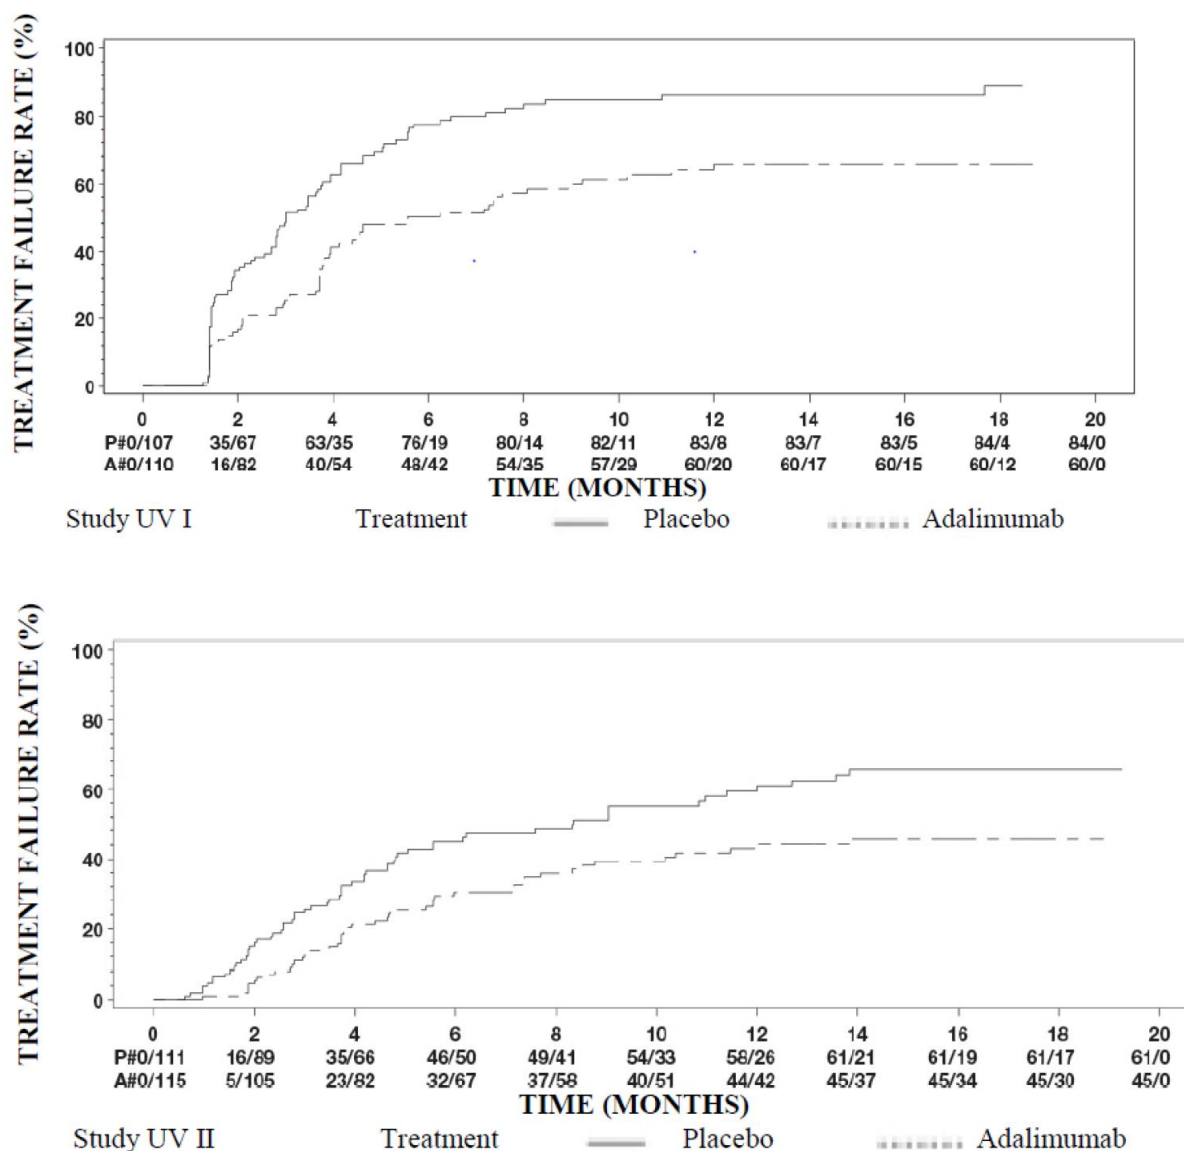 TREATMENT FAILURE RATE (%)
100
80
60
40
20
0
0 2 4 6 8 10 12 14 16 18 20
P#0/107 35/67 63/35 76/19 80/14 82/11 83/8 83/7 83/5 84/4 84/0
A#0/110 16/82 40/54 48/42 54/35 57/29 60/20 60/17 60/15 60/12 60/0
TIME (MONTHS)
Study UV I Treatment Placebo Adalimumab
TREATMENT FAILURE RATE (%)
100
80
60
40
20
0
0 2 4 6 8 10 12 14 16 18 20
P#0/111 16/89 35/66 46/50 49/41 54/33 58/26 61/21 61/19 61/17 61/0
A#0/115 5/105 23/82 32/67 37/58 40/51 44/42 45/37 45/34 45/30 45/0
TIME (MONTHS)
Study UV II Treatment Placebo Adalimumab